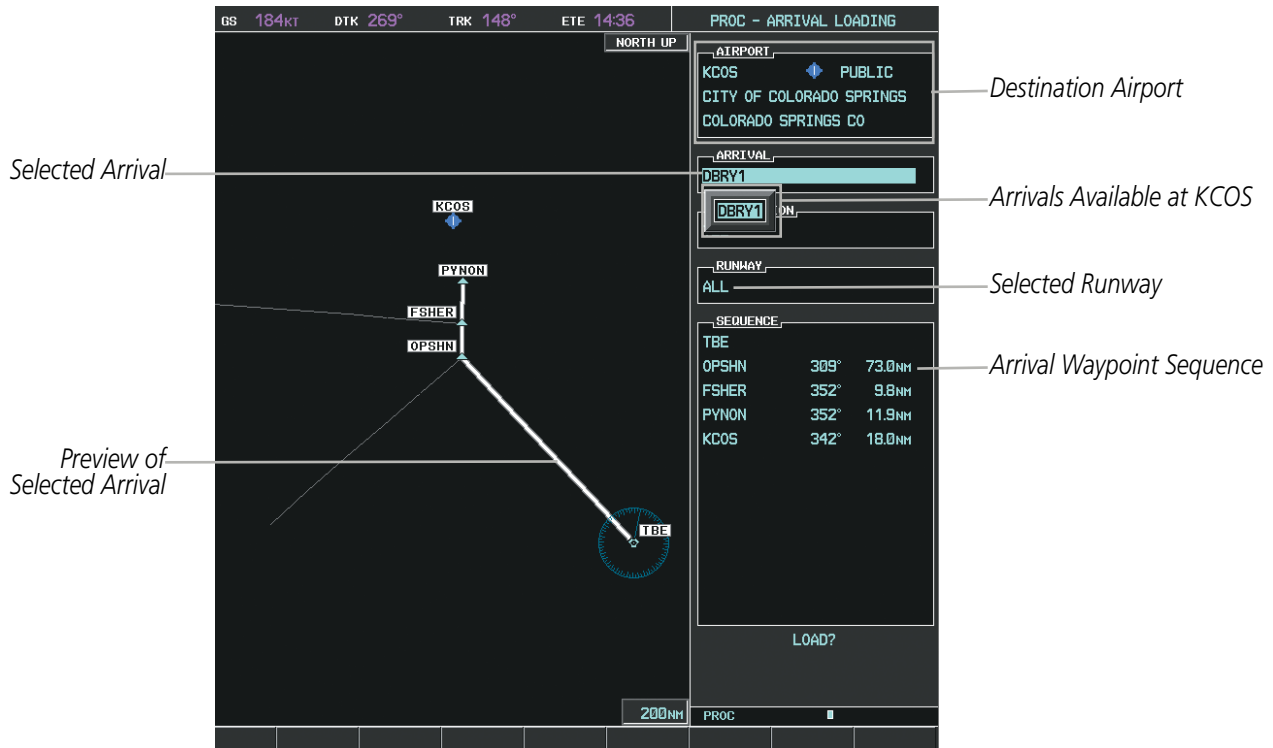 GS 184KT DTK 269° TRK 148° ETE 14:36 PROC – ARRIVAL LOADING
NORTH UP
AIRPORT
KCOS PUBLIC
CITY OF COLORADO SPRINGS
COLORADO SPRINGS CO
Destination Airport
ARRIVAL
DBRY1
Selected Arrival
DBRY1
ON
Arrivals Available at KCOS
KCOS
PYNON
FSHER
OPSHN
TBE
RUNWAY
ALL
Selected Runway
SEQUENCE
TBE
OPSHN 309° 73.0NM
FSHER 352° 9.8NM
PYNON 352° 11.9NM
KCOS 342° 18.0NM
Arrival Waypoint Sequence
Preview of
Selected Arrival
LOAD?
200NM
PROC